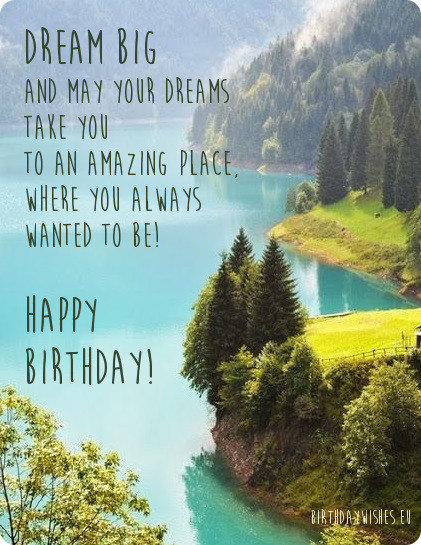 DREAM BIG
AND MAY YOUR DREAMS
TAKE YOU
TO AN AMAZING PLACE,
WHERE YOU ALWAYS
WANTED TO BE!
HAPPY
BIRTHDAY!
BIRTHDAYWISHES.EU